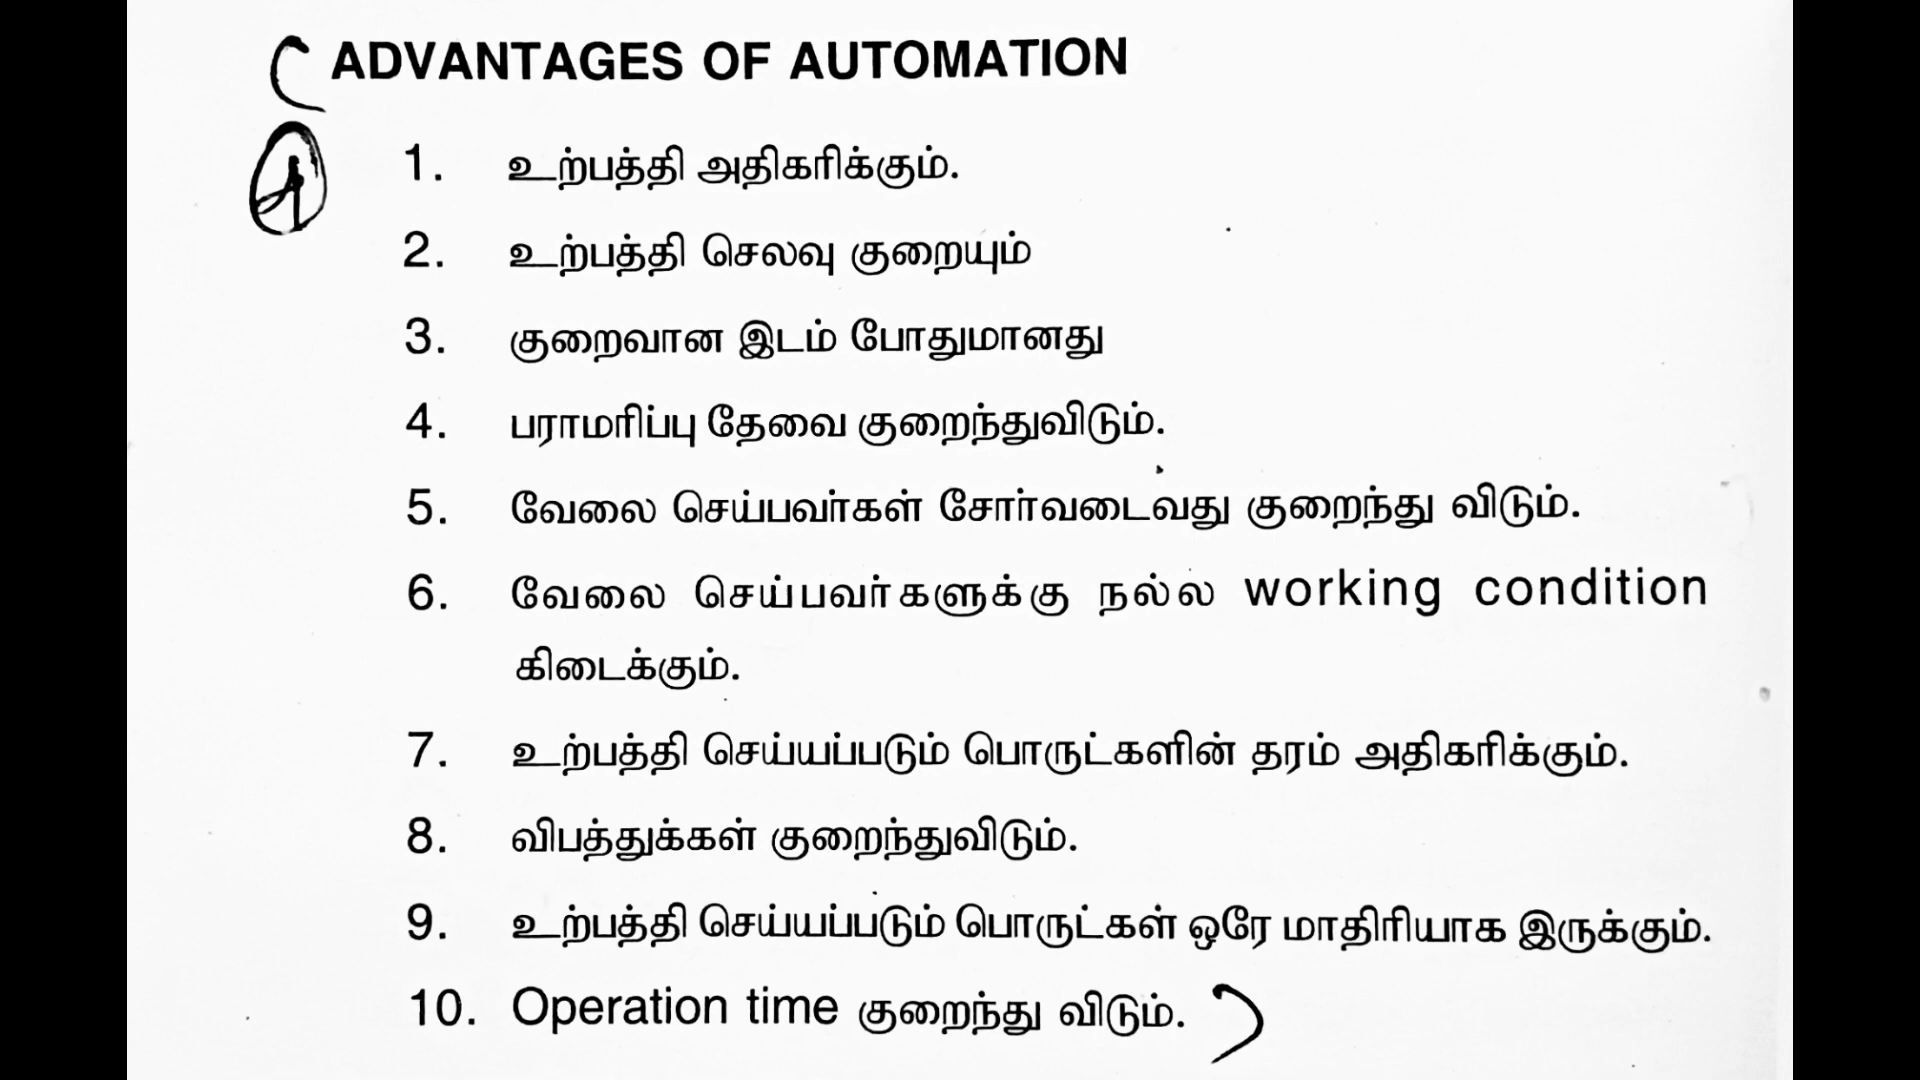 ADVANTAGES OF AUTOMATION
1. உற்பத்தி அதிகரிக்கும்.
2. உற்பத்தி செலவு குறையும்
3. குறைவான இடம் போதுமானது
4. பராமரிப்பு தேவை குறைந்துவிடும்.
5. வேலை செய்பவர்கள் சோர்வடைவது குறைந்து விடும்.
6. வேலை செய்பவர்களுக்கு நல்ல working condition
கிடைக்கும்.
7. உற்பத்தி செய்யப்படும் பொருட்களின் தரம் அதிகரிக்கும்.
8. விபத்துக்கள் குறைந்துவிடும்.
9. உற்பத்தி செய்யப்படும் பொருட்கள் ஒரே மாதிரியாக இருக்கும்.
10. Operation time குறைந்து விடும்.